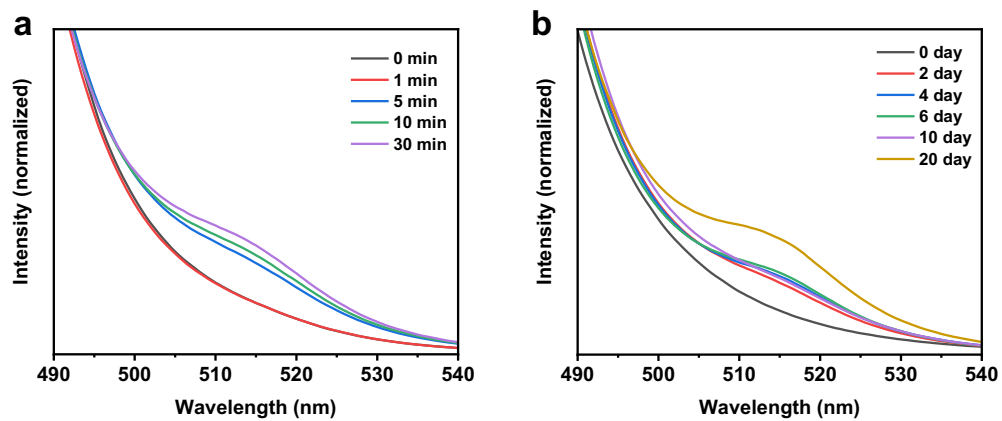 a
0 min
1 min
5 min
10 min
30 min
Intensity (normalized)
490 500 510 520 530 540
Wavelength (nm)
b
0 day
2 day
4 day
6 day
10 day
20 day
Intensity (normalized)
490 500 510 520 530 540
Wavelength (nm)